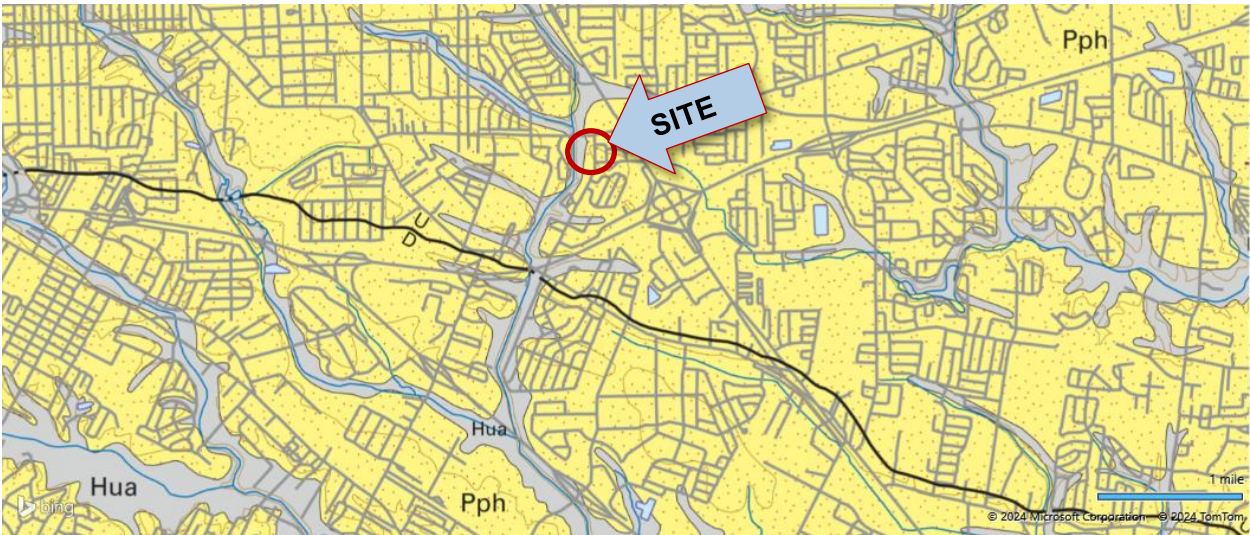 Pph
SITE
U
D
Hua
Hua
Pph
1 mile
bing
© 2024 Microsoft Corporation © 2024 TomTom